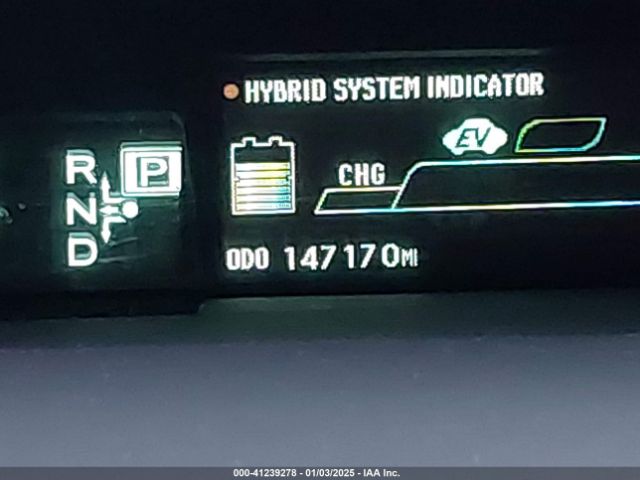 HYBRID SYSTEM INDICATOR
EV
CHG
R P
N
D
ODO 147170MI
000-41239278 - 01/03/2025 - IAA Inc.